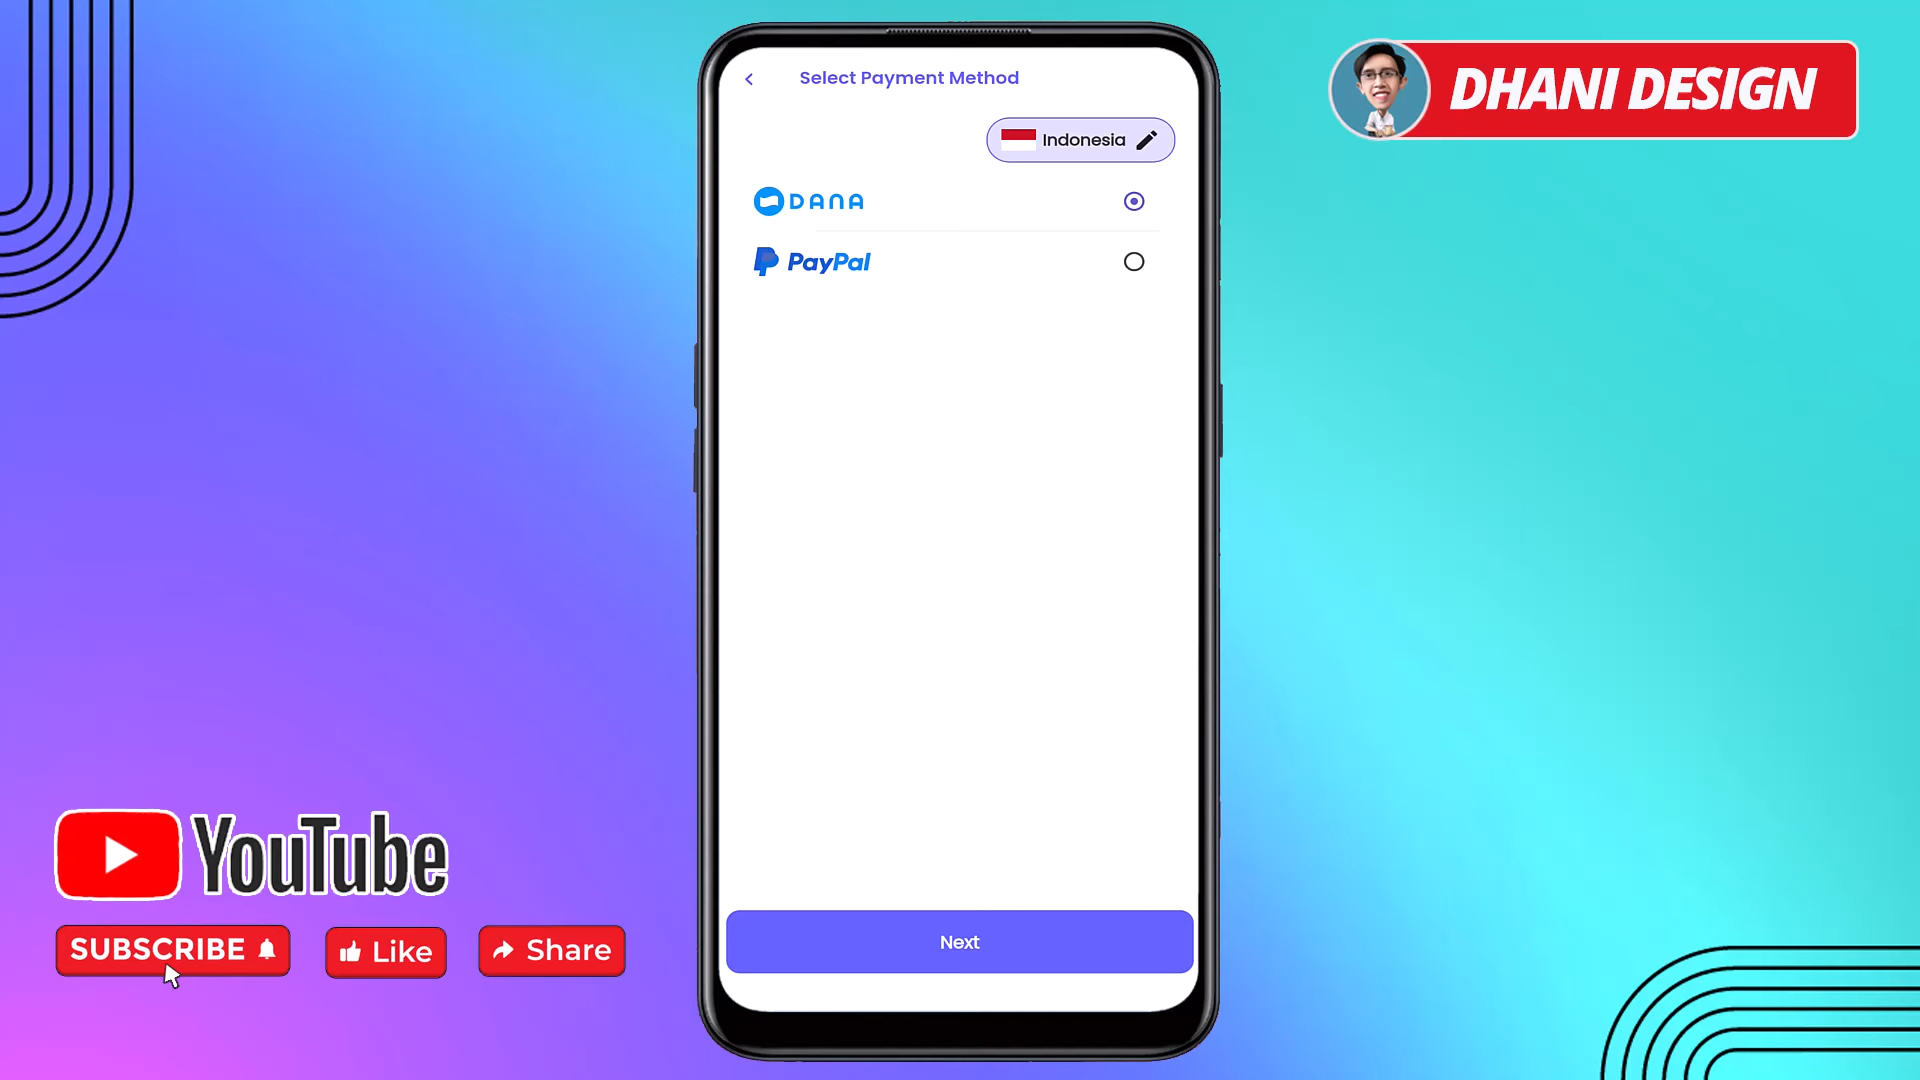 Select Payment Method
DHANI DESIGN
Indonesia
DANA
PayPal
YouTube
SUBSCRIBE
Like
Share
Next